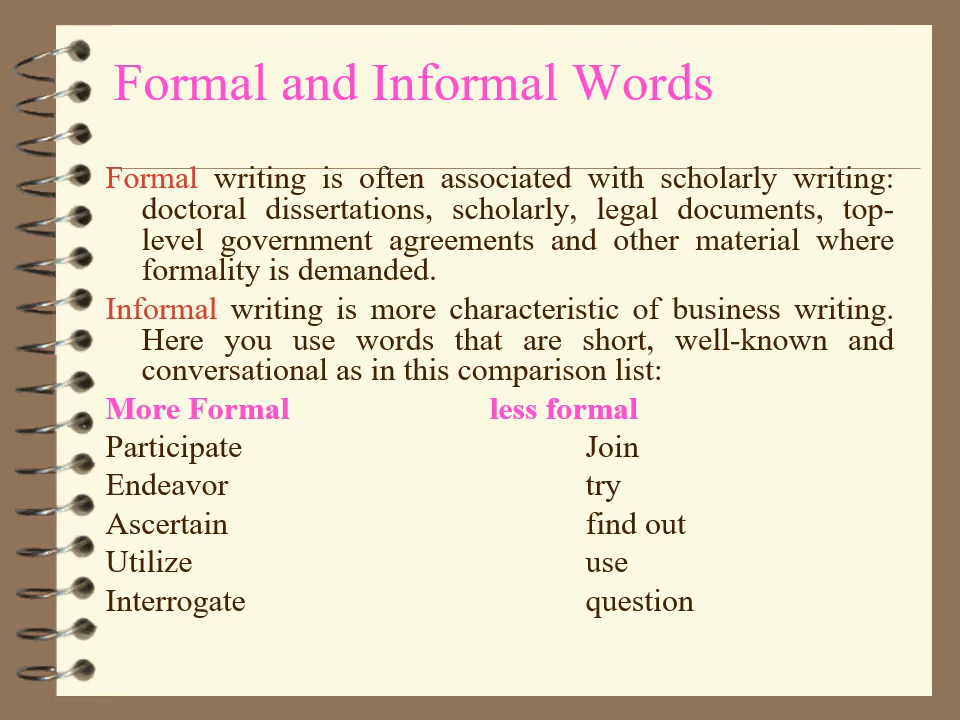 Formal and Informal Words
Formal writing is often associated with scholarly writing:
doctoral dissertations, scholarly, legal documents, top-
level government agreements and other material where
formality is demanded.
Informal writing is more characteristic of business writing.
Here you use words that are short, well-known and
conversational as in this comparison list:
More Formal less formal
Participate Join
Endeavor try
Ascertain find out
Utilize use
Interrogate question